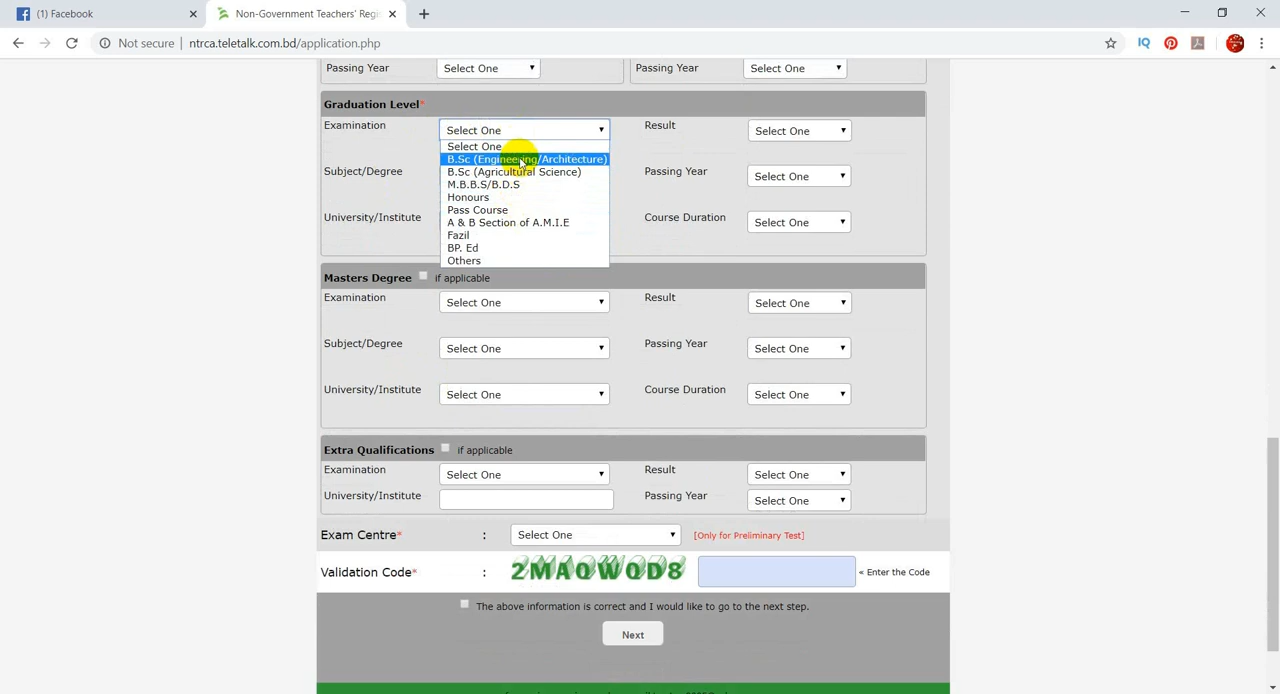 (1) Facebook
Non-Government Teachers' Regi
Not secure | ntrca.teletalk.com.bd/application.php
IQ
Passing Year Select One Passing Year Select One
Graduation Level*
Examination Select One Result Select One
Select One
B.Sc (Engineering/Architecture)
B.Sc (Agricultural Science)
Subject/Degree Passing Year Select One
M.B.B.S/B.D.S
Honours
Pass Course
University/Institute Course Duration Select One
A & B Section of A.M.I.E
Fazil
BP. Ed
Others
Masters Degree if applicable
Examination Select One Result Select One
Subject/Degree Select One Passing Year Select One
University/Institute Select One Course Duration Select One
Extra Qualifications if applicable
Examination Select One Result Select One
University/Institute Passing Year Select One
Exam Centre* : Select One [Only for Preliminary Test]
Validation Code* : 2MAQWQD8 « Enter the Code
The above information is correct and I would like to go to the next step.
Next